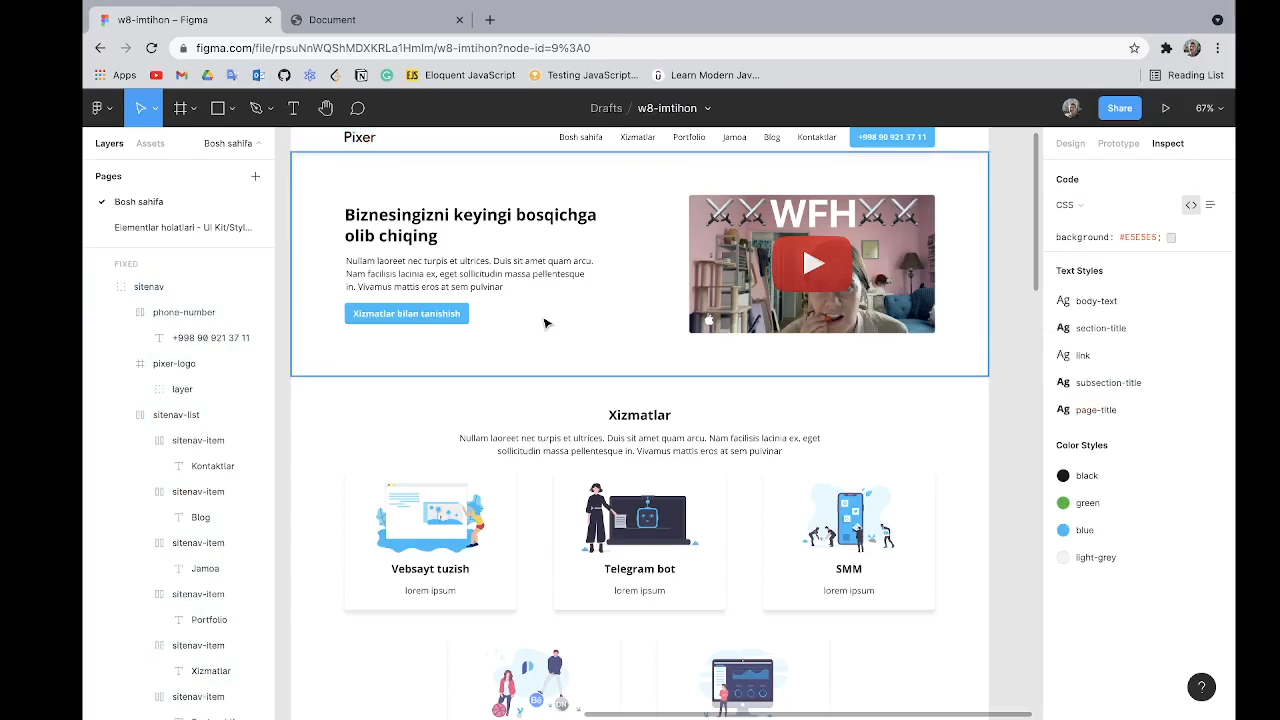 w8-imtihon – Figma
Document
figma.com/file/rpsuNnWQShMDXKRLa1HmIm/w8-imtihon?node-id=9%3A0
Apps
Eloquent JavaScript
Testing JavaScript...
Learn Modern Jav...
Reading List
Drafts / w8-imtihon
Share
67%
Layers
Assets
Bosh sahifa
Pages
Bosh sahifa
Elementlar holatlari - UI Kit/Styl...
FIXED
sitenav
phone-number
+998 90 921 37 11
pixer-logo
layer
sitenav-list
sitenav-item
Kontaktlar
sitenav-item
Blog
sitenav-item
Jamoa
sitenav-item
Portfolio
sitenav-item
Xizmatlar
sitenav-item
Pixer
Bosh sahifa
Xizmatlar
Portfolio
Jamoa
Blog
Kontaktlar
+998 90 921 37 11
Biznesingizni keyingi bosqichga
olib chiqing
Nullam laoreet nec turpis et ultrices. Duis sit amet quam arcu.
Nam facilisis lacinia ex, eget sollicitudin massa pellentesque
in. Vivamus mattis eros at sem pulvinar
Xizmatlar bilan tanishish
WFH
Xizmatlar
Nullam laoreet nec turpis et ultrices. Duis sit amet quam arcu. Nam facilisis lacinia ex, eget
sollicitudin massa pellentesque in. Vivamus mattis eros at sem pulvinar
Vebsayt tuzish
lorem ipsum
Telegram bot
lorem ipsum
SMM
lorem ipsum
Bē
Design
Prototype
Inspect
Code
CSS
background: #E5E5E5;
Text Styles
Ag body-text
Ag section-title
Ag link
Ag subsection-title
Ag page-title
Color Styles
black
green
blue
light-grey
?